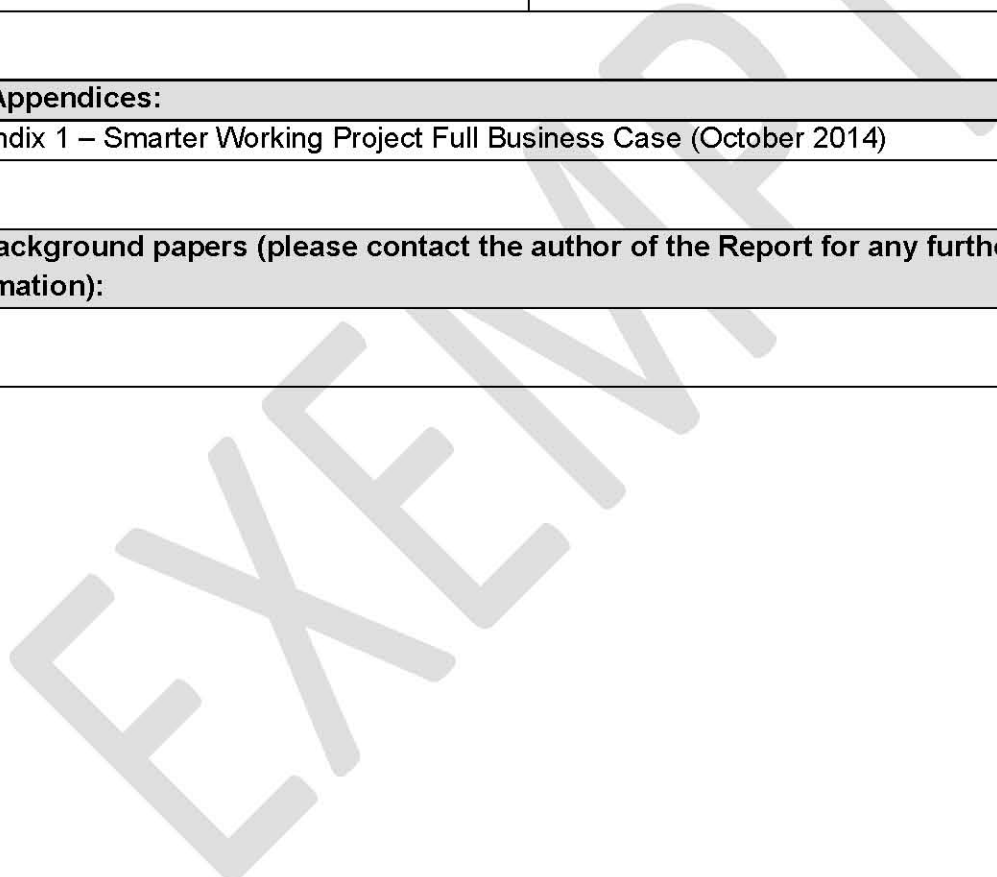 Appendices:
ndix 1 – Smarter Working Project Full Business Case (October 2014)
ackground papers (please contact the author of the Report for any furthe
mation):
EXEMPT